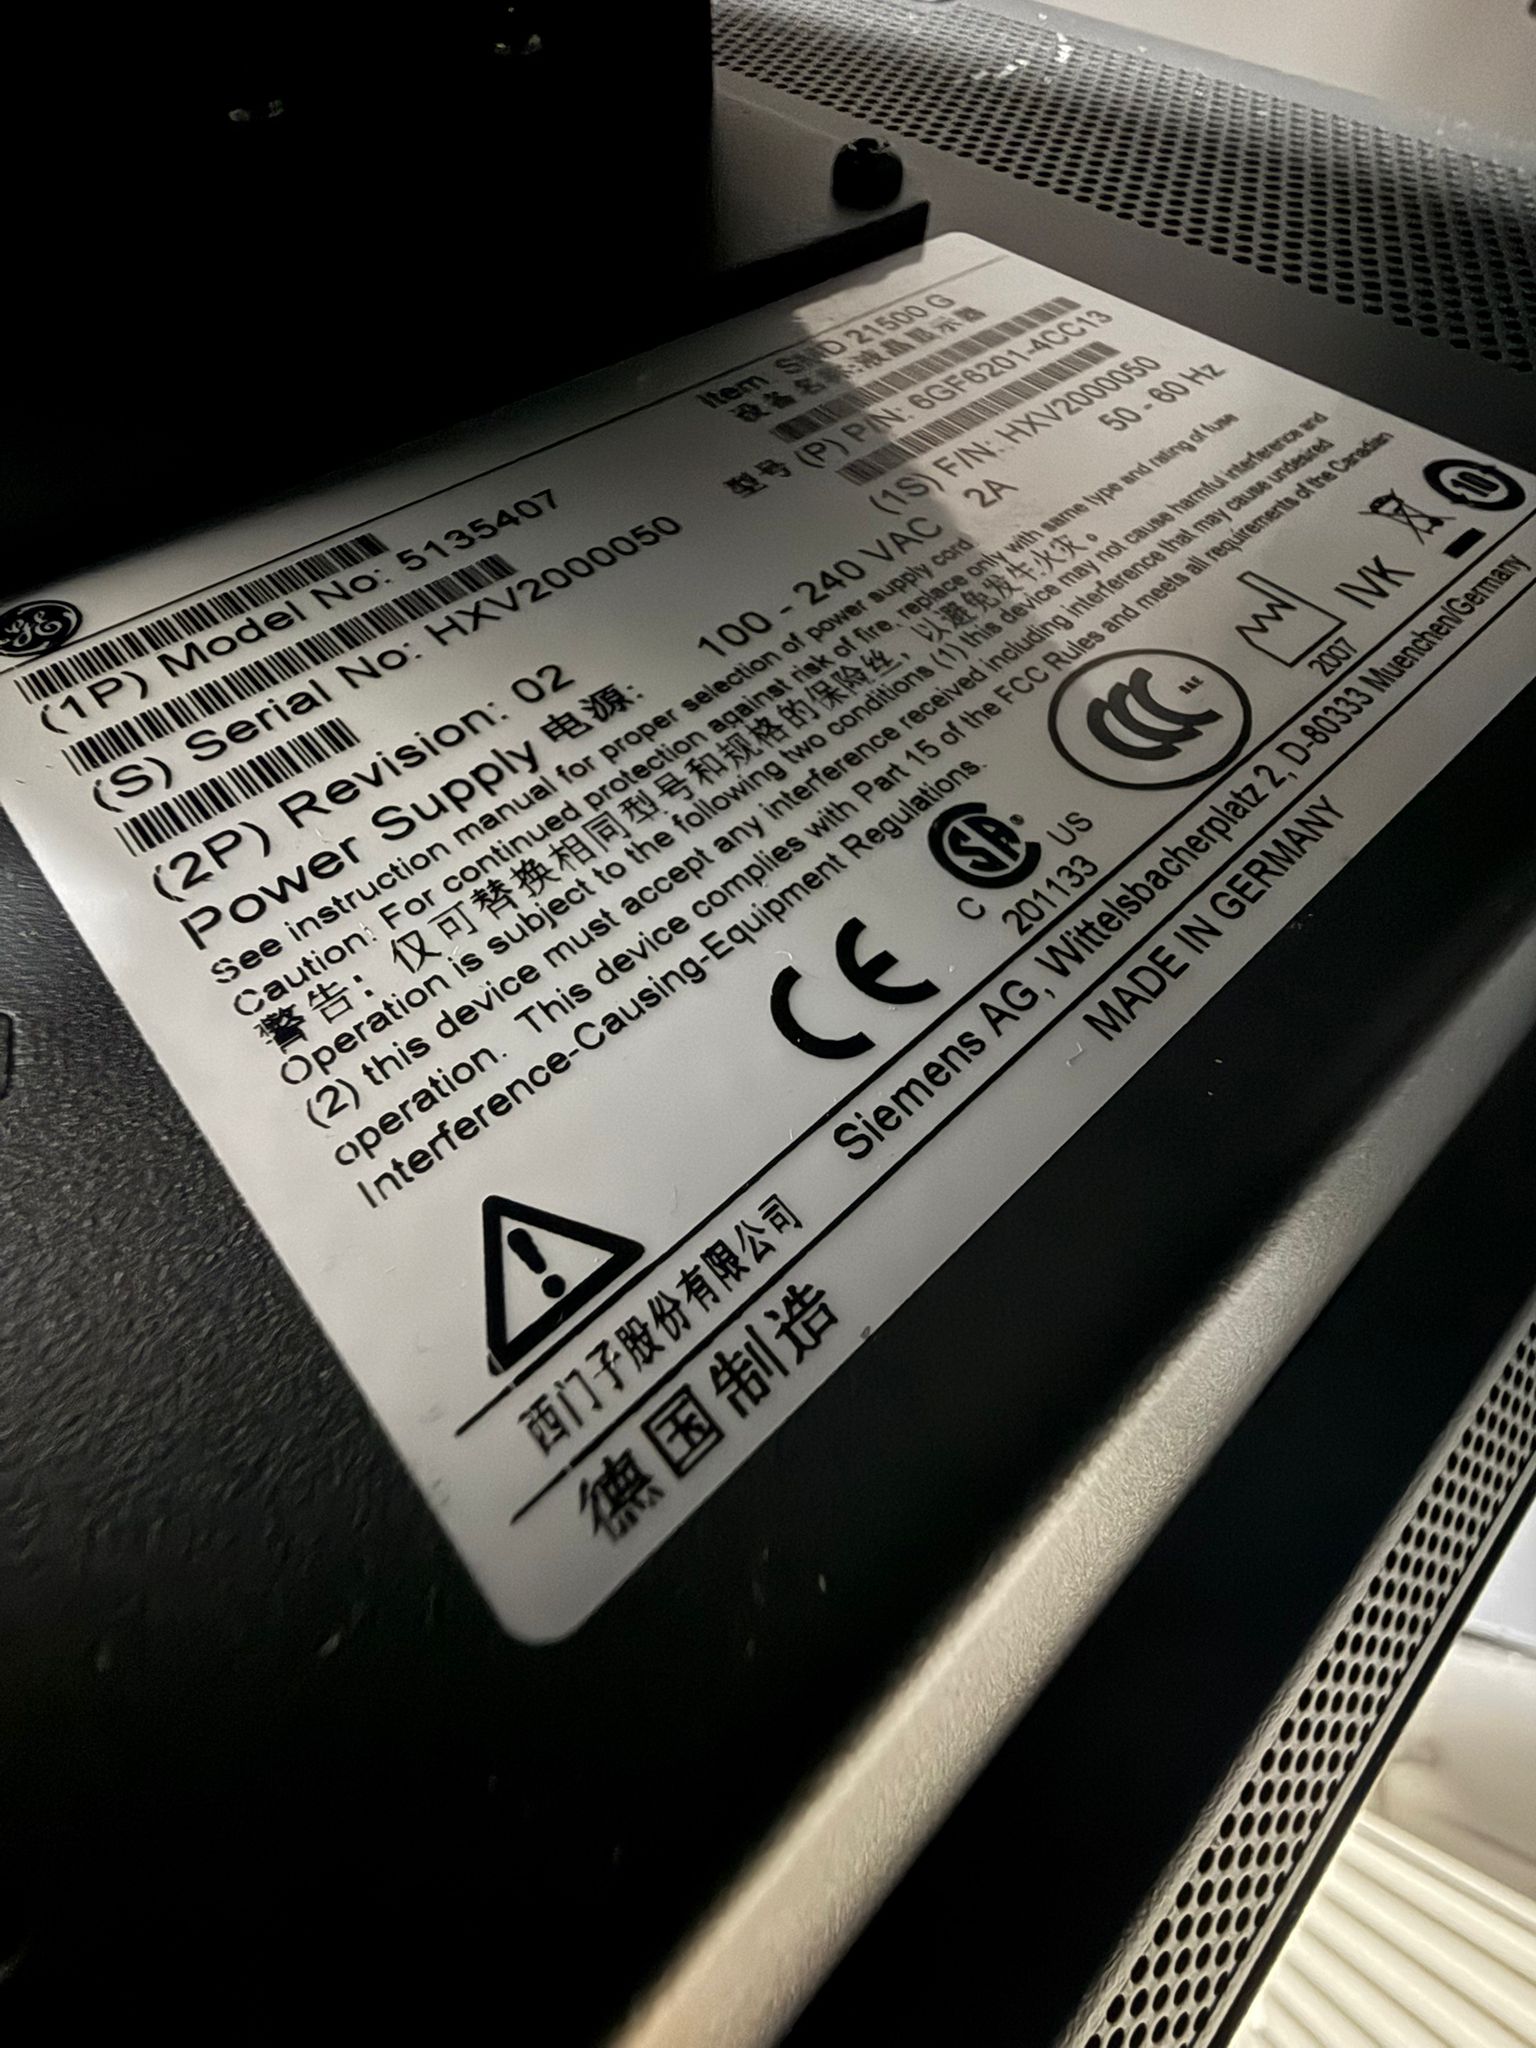 GE
(1P) Model No: 5135407
(S) Serial No: HXV2000050
(2P) Revision: 02
Item SMD 21500 G
设备名称:液晶显示器
型号 (P) P/N: 6GF6201-4CC13
(1S) F/N: HXV2000050
Power Supply 电源: 100 - 240 VAC 2A 50 - 60 Hz
See instruction manual for proper selection of power supply cord
Caution: For continued protection against risk of fire, replace only with same type and rating of fuse
警告: 仅可替换相同型号和规格的保险丝, 以避免发生火灾。
Operation is subject to the following two conditions (1) this device may not cause harmful interference and
(2) this device must accept any interference received including interference that may cause undesired
operation. This device complies with Part 15 of the FCC Rules and meets all requirements of the Canadian
Interference-Causing-Equipment Regulations.
CE
C SA® US
201133
CCC S&E
2007
IVK
10
西门子股份有限公司 Siemens AG, Wittelsbacherplatz 2, D-80333 Muenchen/Germany
德国制造 MADE IN GERMANY